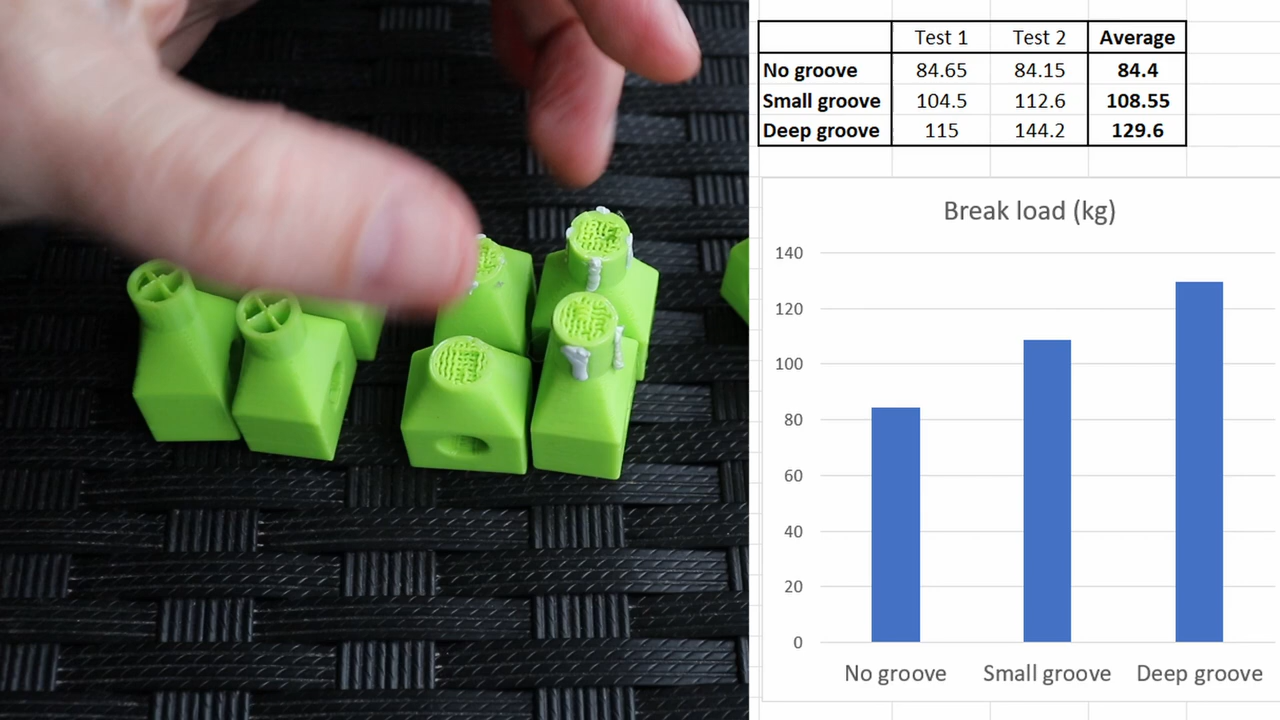 Test 1 Test 2 Average
No groove 84.65 84.15 84.4
Small groove 104.5 112.6 108.55
Deep groove 115 144.2 129.6
Break load (kg)
140
120
100
80
60
40
20
0
No groove Small groove Deep groove